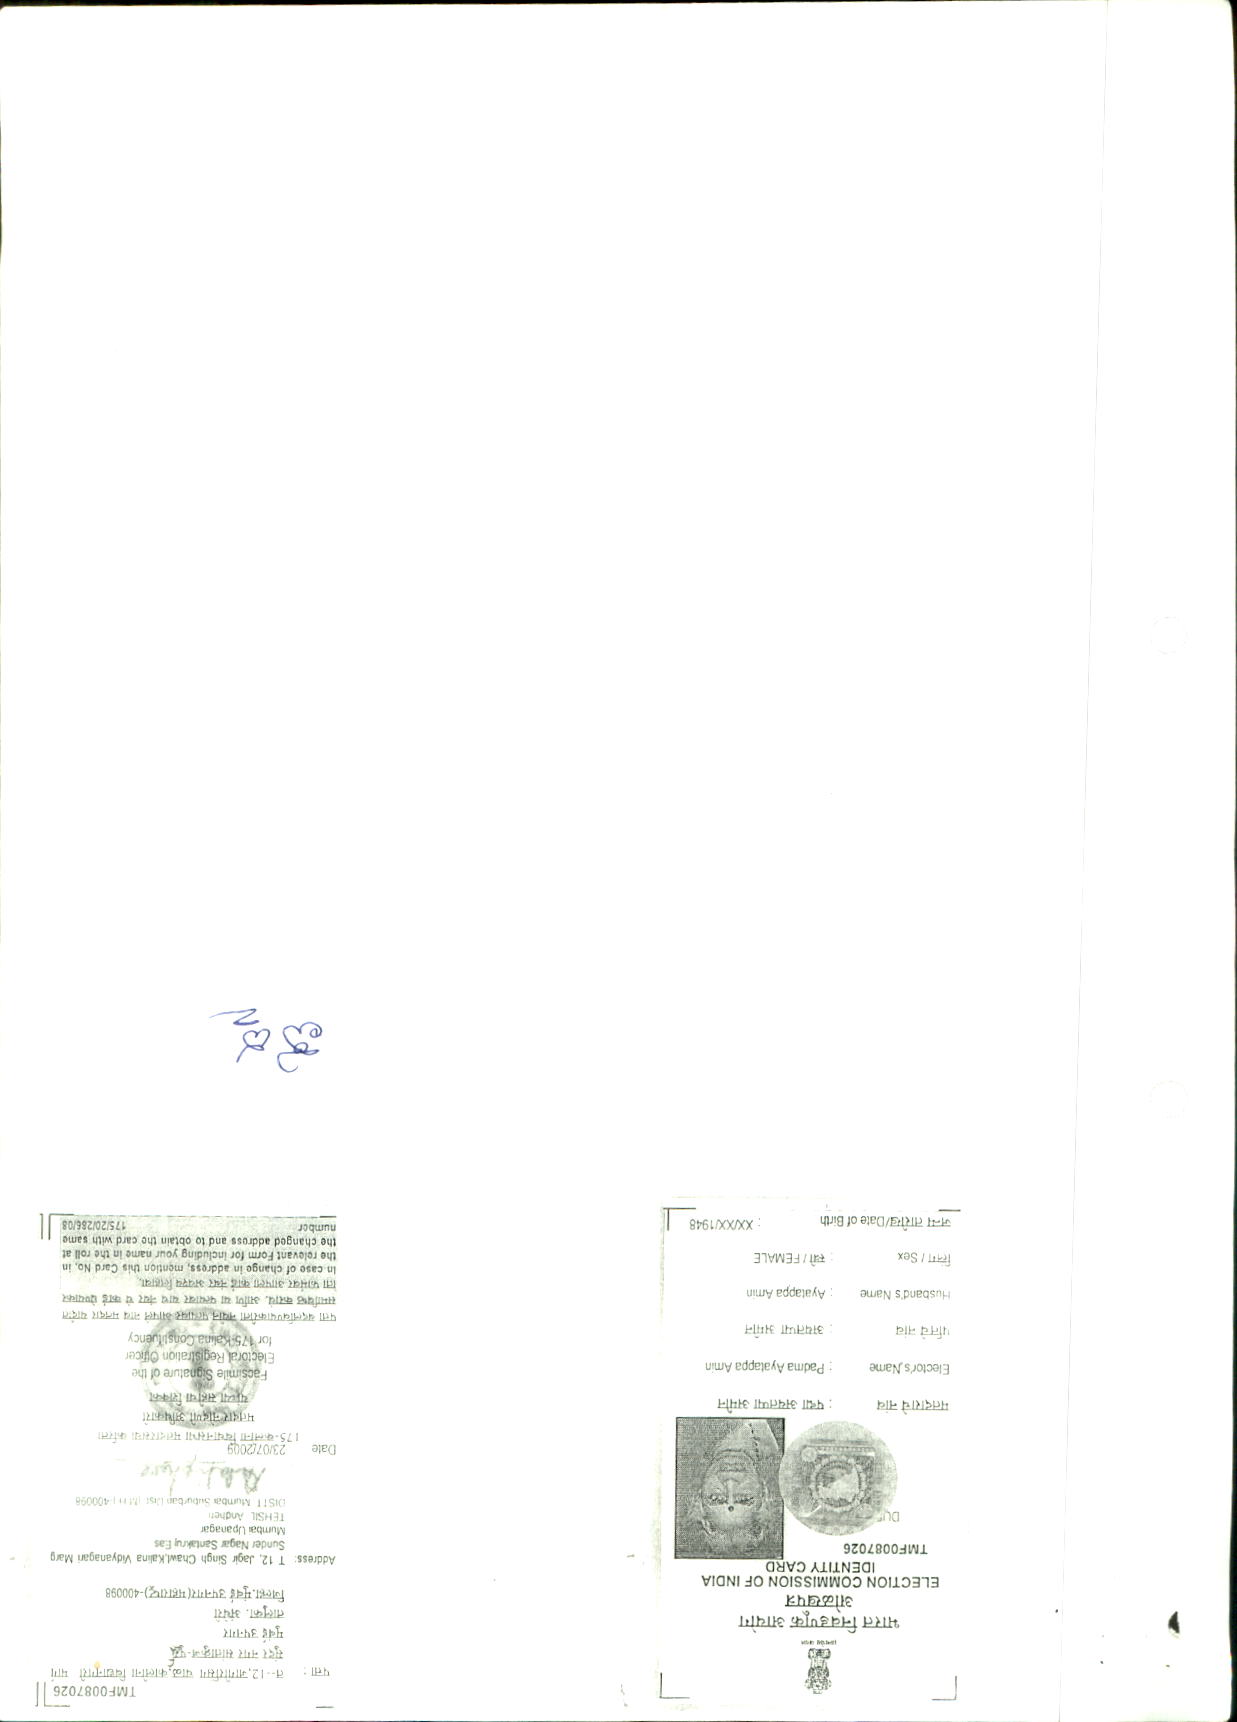 भारत निवडणूक आयोग
ओळखपत्र
ELECTION COMMISSION OF INDIA
IDENTITY CARD
TMF0087026
मतदाराचे नांव : पद्मा अयतप्पा अमीन
Elector's Name : Padma Ayatappa Amin
पतिचे नांव : अयतप्पा अमीन
Husband's Name : Ayatappa Amin
लिंग / Sex : स्त्री / FEMALE
जन्म तारीख/Date of Birth : XX/XX/1948
TMF0087026
पत्ता : त--12,जागीरसिंग चाळ,कालीना विद्यानगरी मार्ग
सुंदर नगर सांताक्रुज-पूर्व
मुंबई उपनगर
तालुका. अंधेरी
जिल्हा.मुंबई उपनगर(महाराष्ट्र)-400098
Address: T 12, Jagir Singh Chawl,Kalina Vidyanagari Marg
Sunder Nagar Santakruj Eas
Mumbai Upanagar
TEHSIL Andheri
DISTT Mumbai Suburban Dist -400098
Date 23/07/2009
175-कलीना विधानसभा मतदारसंघा करिता
मतदार नोंदणी अधिकारी
यांच्या सहीचा शिक्का
Facsimile Signature of the
Electoral Registration Officer
for 175-Kalina Constituency
पत्ता बदलविण्याकरीता नवीन पत्यावर आपले नाव मतदार यादीत
समाविष्ठ करावे. आणि या पत्यावर याच नंबर चे कार्ड घेण्याकर
िता फार्मवर आपला कार्ड नंबर अवश्य लिहावा.
In case of change in address, mention this Card No. in
the relevant Form for including your name in the roll at
the changed address and to obtain the card with same
number 175/20/286/08
ಪದ್ಮ